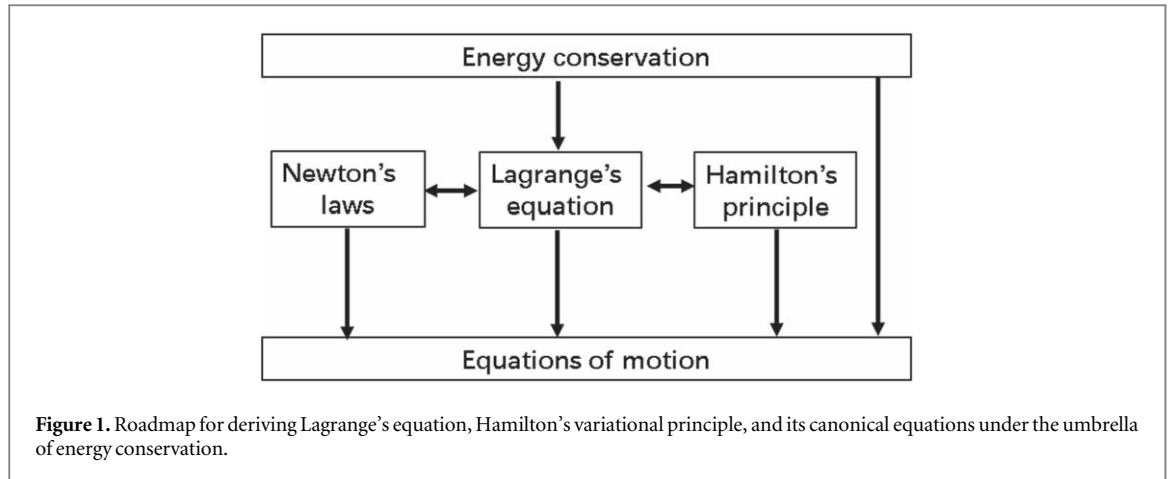 Energy conservation
Newton's
laws
Lagrange's
equation
Hamilton's
principle
Equations of motion
Figure 1. Roadmap for deriving Lagrange's equation, Hamilton's variational principle, and its canonical equations under the umbrella
of energy conservation.